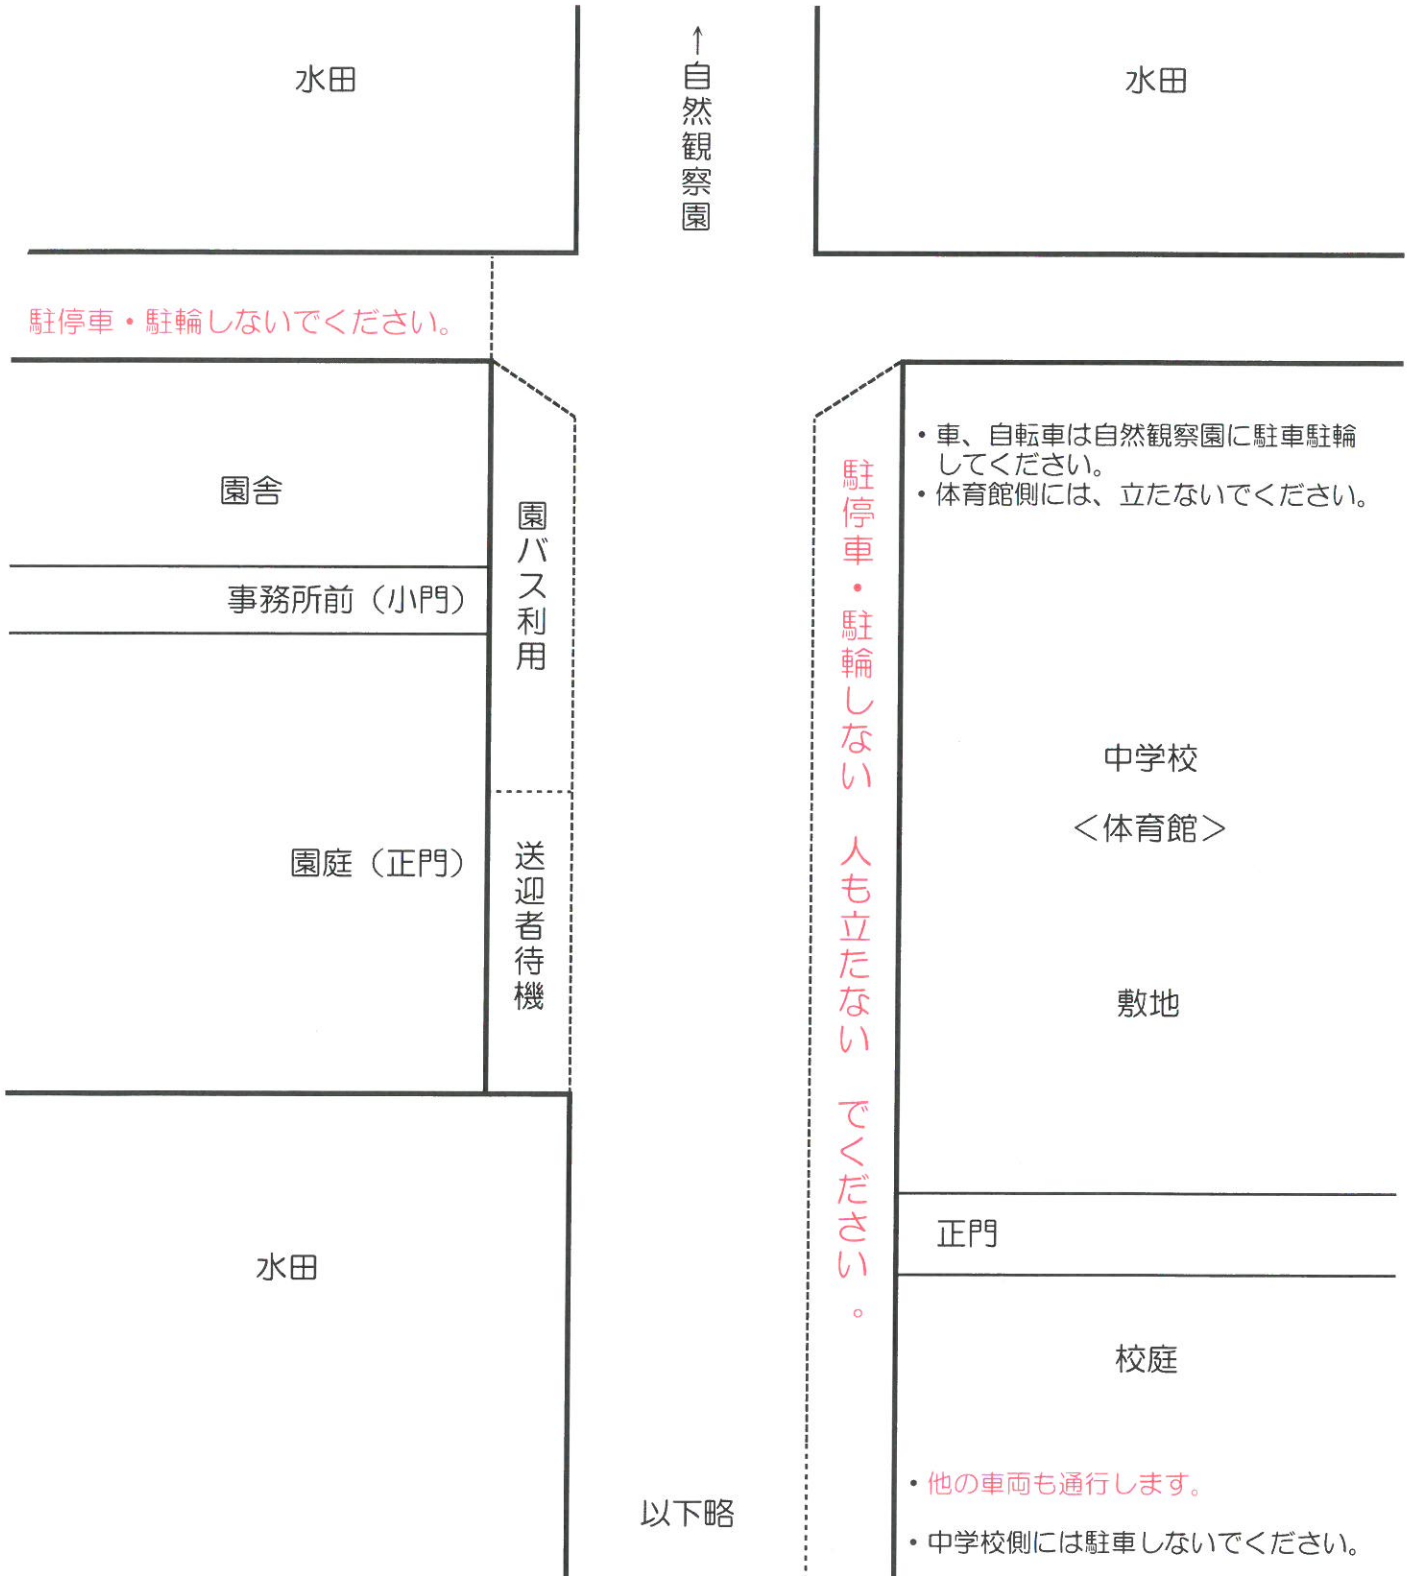 水田
↑自然観察園
水田
駐停車・駐輪しないでください。
・車、自転車は自然観察園に駐車駐輪
してください。
・体育館側には、立たないでください。
園舎
園バス利用
事務所前（小門）
駐停車・駐輪しない 人も立たない でください。
中学校
＜体育館＞
園庭（正門）
送迎者待機
敷地
正門
水田
校庭
・他の車両も通行します。
以下略
・中学校側には駐車しないでください。